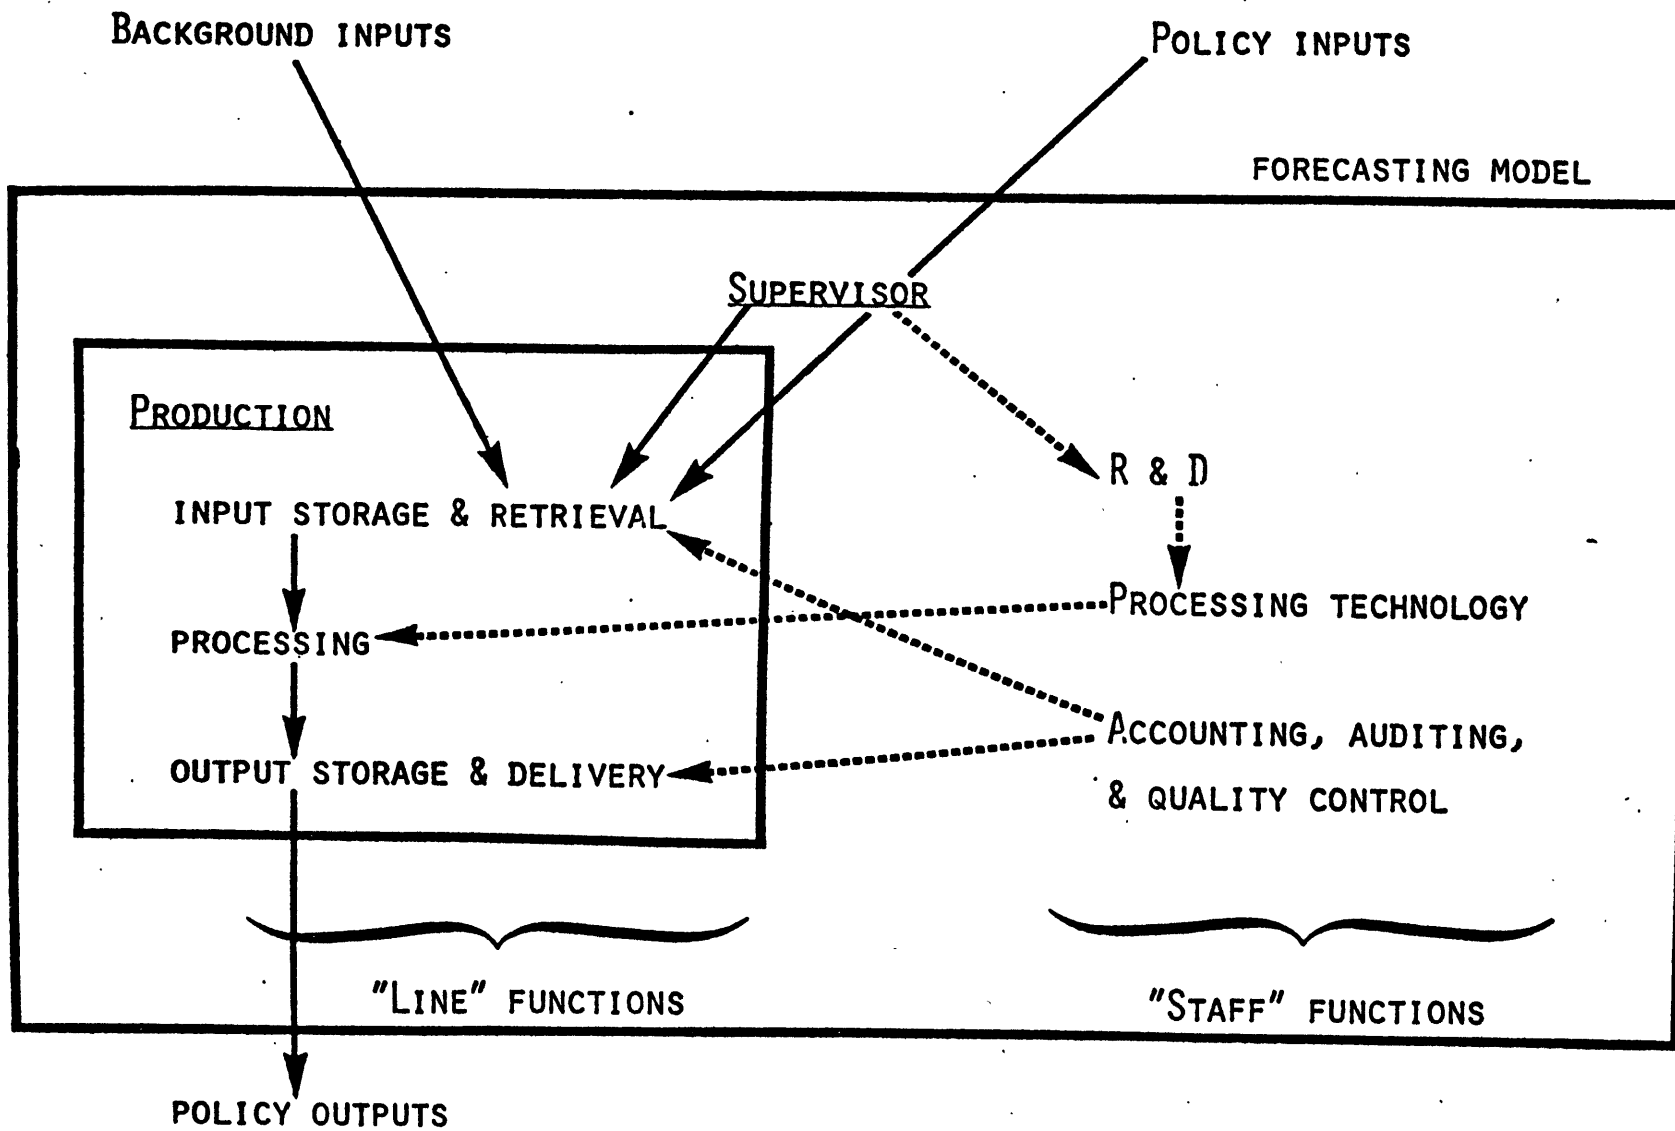 BACKGROUND INPUTS
POLICY INPUTS
FORECASTING MODEL
SUPERVISOR
PRODUCTION
R & D
INPUT STORAGE & RETRIEVAL
PROCESSING TECHNOLOGY
PROCESSING
ACCOUNTING, AUDITING,
& QUALITY CONTROL
OUTPUT STORAGE & DELIVERY
"LINE" FUNCTIONS
"STAFF" FUNCTIONS
POLICY OUTPUTS